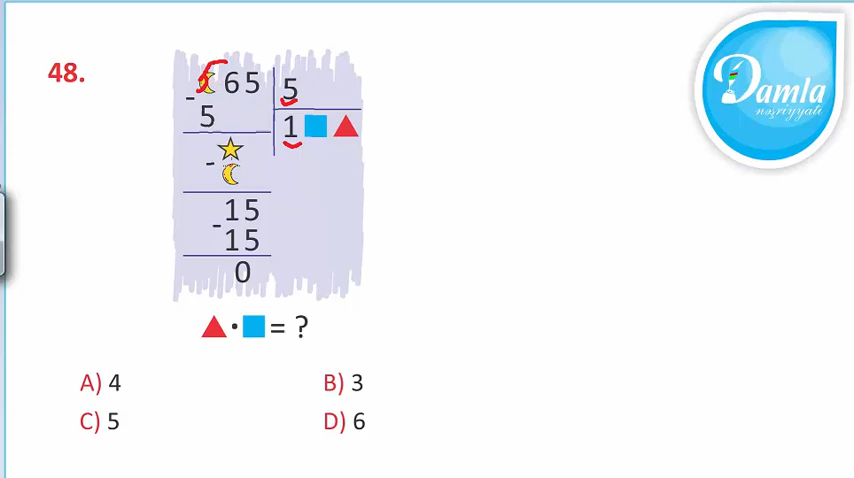 48.
- 65 5
5 1
-
15
- 15
0
· = ?
A) 4 B) 3
C) 5 D) 6
Damla
nəşriyyatı